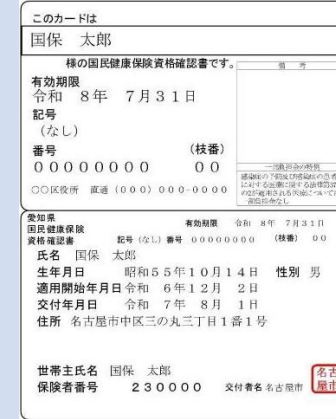 このカードは
国保　太郎
様の国民健康保険資格確認書です。
備　考
有効期限
令和　８年　７月３１日
記号
（なし）
番号　（枝番）
００００００００　００
○○区役所　直通（０００）０００-００００
一部負担金の特例
愛知県
国民健康保険
資格確認書
有効期限　令和　８年　７月３１日
記号（なし）番号　００００００００　（枝番）　００
氏名　国保　太郎
生年月日　昭和５５年１０月１４日　性別　男
適用開始年月日　令和　６年１２月　２日
交付年月日　令和　７年　８月　１日
住所　名古屋市中区三の丸三丁目１番１号
世帯主氏名　国保　太郎
保険者番号　２３００００　交付者名　名古屋市